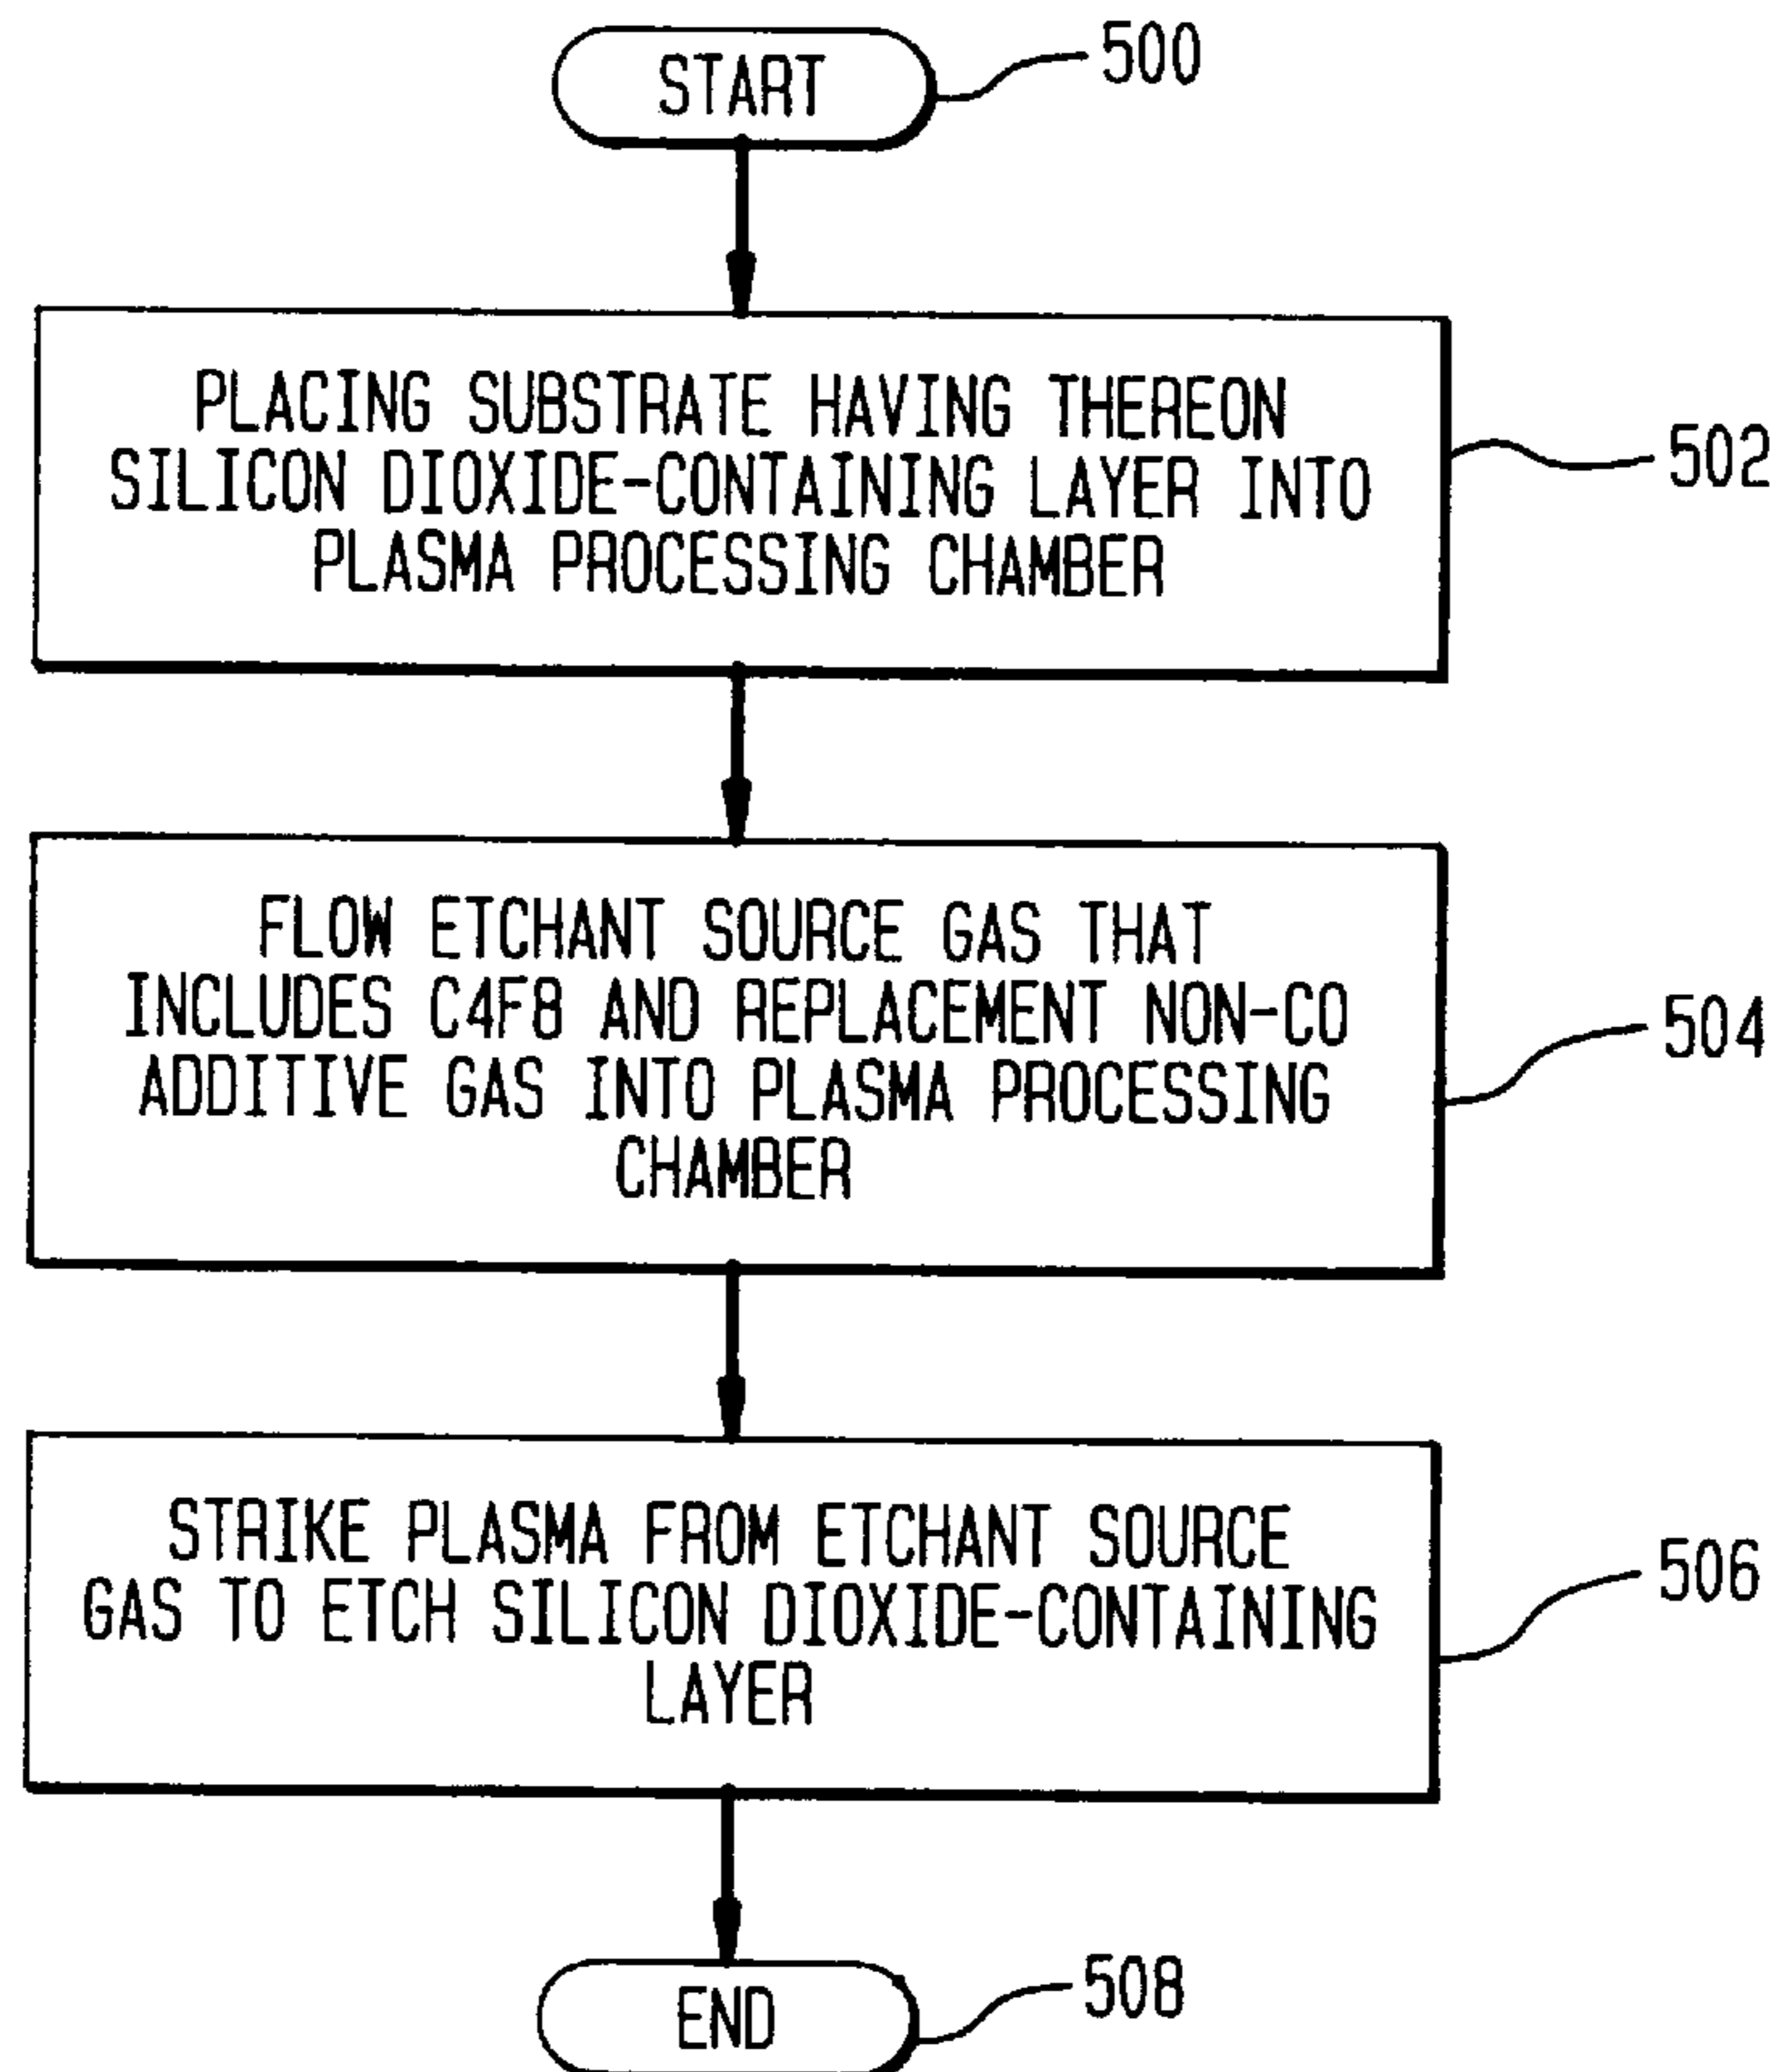 START
500
PLACING SUBSTRATE HAVING THEREON
SILICON DIOXIDE-CONTAINING LAYER INTO
PLASMA PROCESSING CHAMBER
502
FLOW ETCHANT SOURCE GAS THAT
INCLUDES C4F8 AND REPLACEMENT NON-CO
ADDITIVE GAS INTO PLASMA PROCESSING
CHAMBER
504
STRIKE PLASMA FROM ETCHANT SOURCE
GAS TO ETCH SILICON DIOXIDE-CONTAINING
LAYER
506
END
508